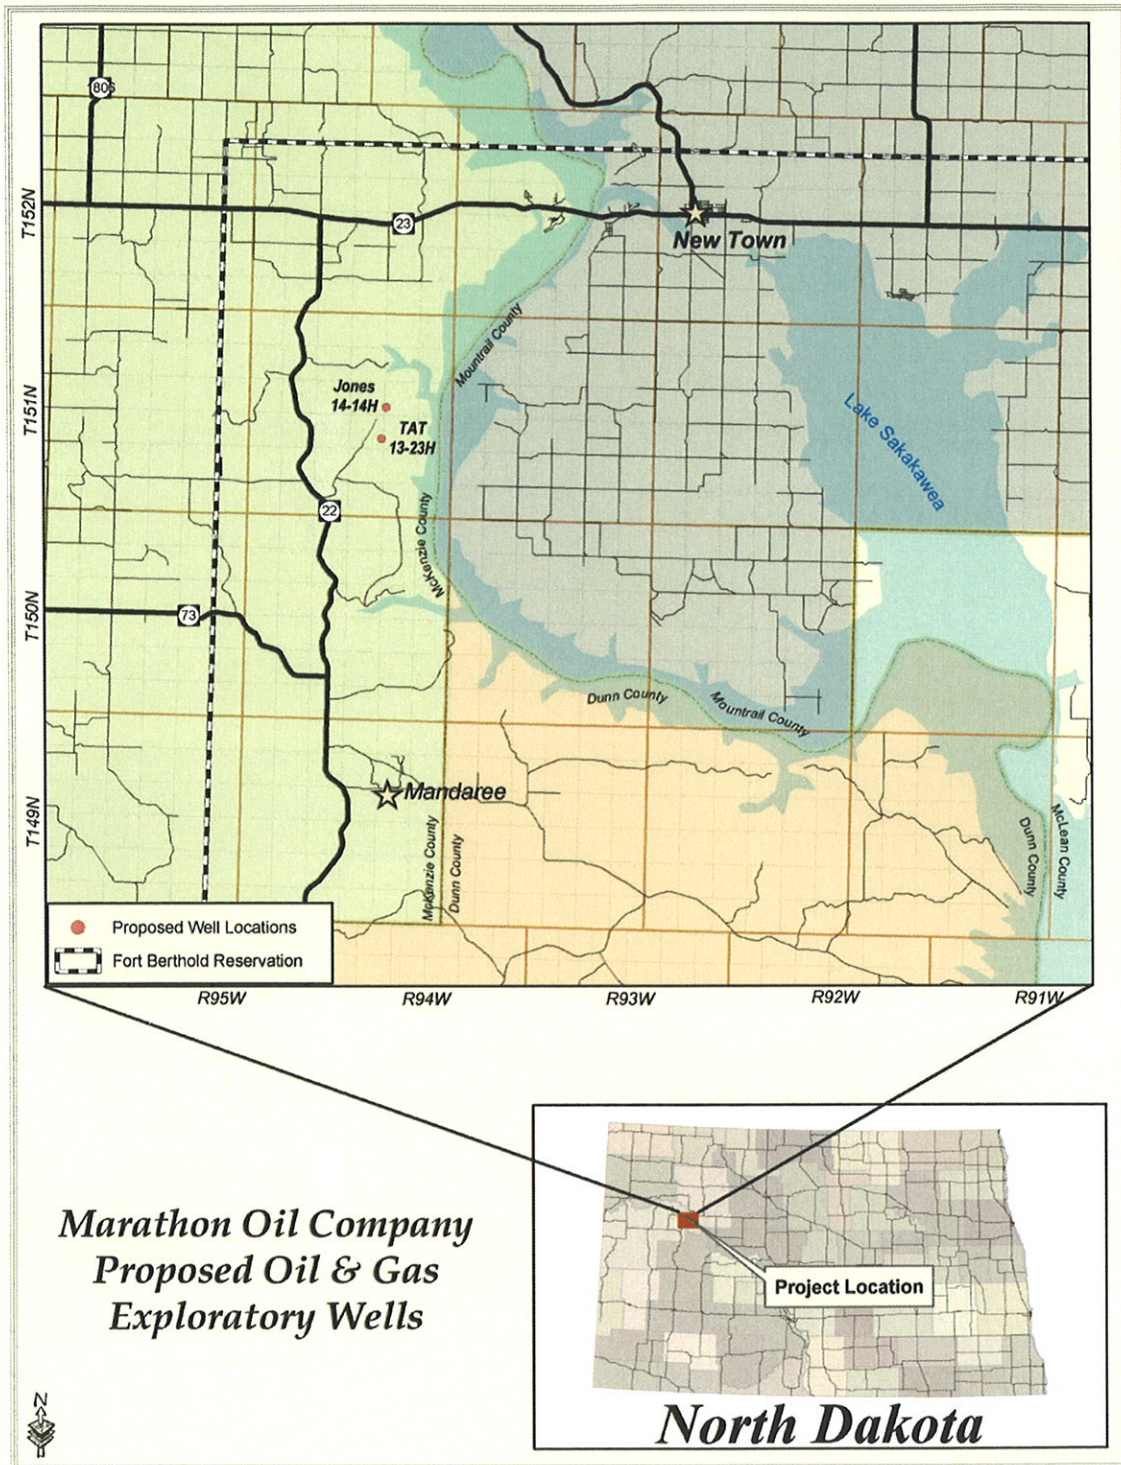 806
T152N
23
New Town
Mountrail County
Jones
14-14H
TAT
13-23H
T151N
Lake Sakakawea
22
McKenzie County
T150N
73
Dunn County
Mountrail County
Mandaree
T149N
McKenzie County
Dunn County
Dunn County
McLean County
Proposed Well Locations
Fort Berthold Reservation
R95W
R94W
R93W
R92W
R91W
Marathon Oil Company
Proposed Oil & Gas
Exploratory Wells
Project Location
N
North Dakota